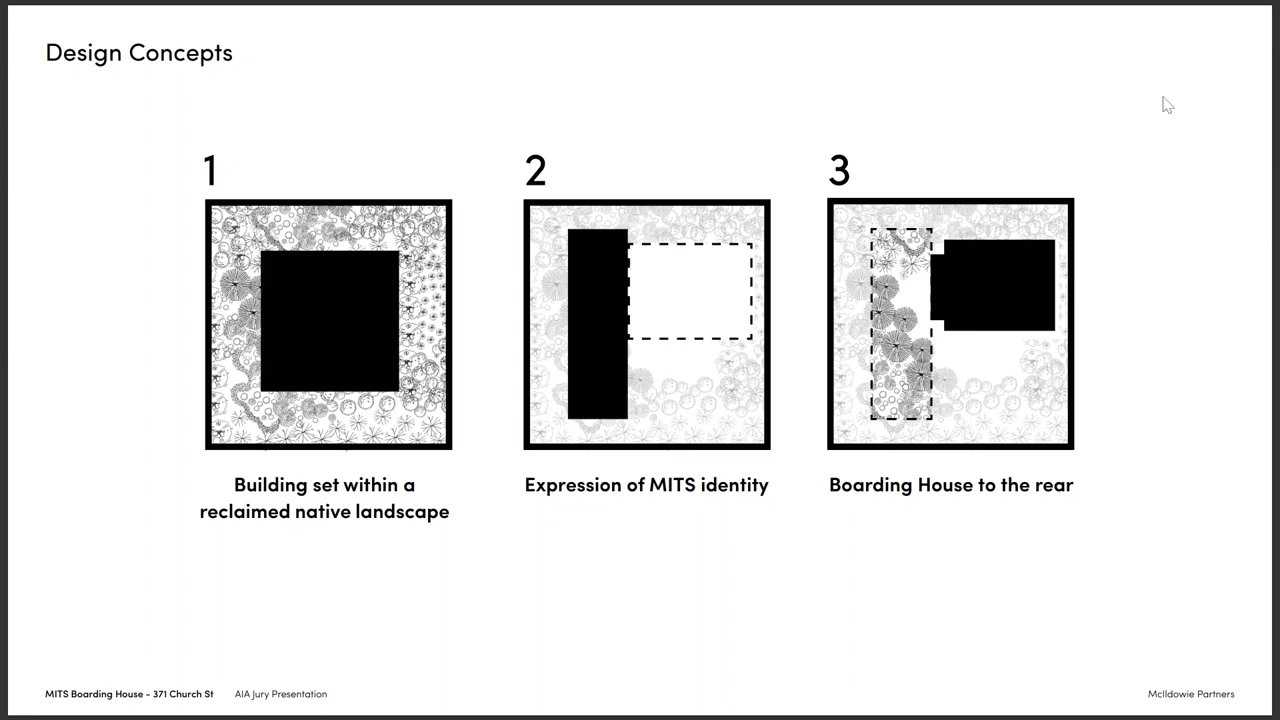 Design Concepts
1
2
3
Building set within a
reclaimed native landscape
Expression of MITS identity
Boarding House to the rear
MITS Boarding House - 371 Church St
AIA Jury Presentation
McIldowie Partners